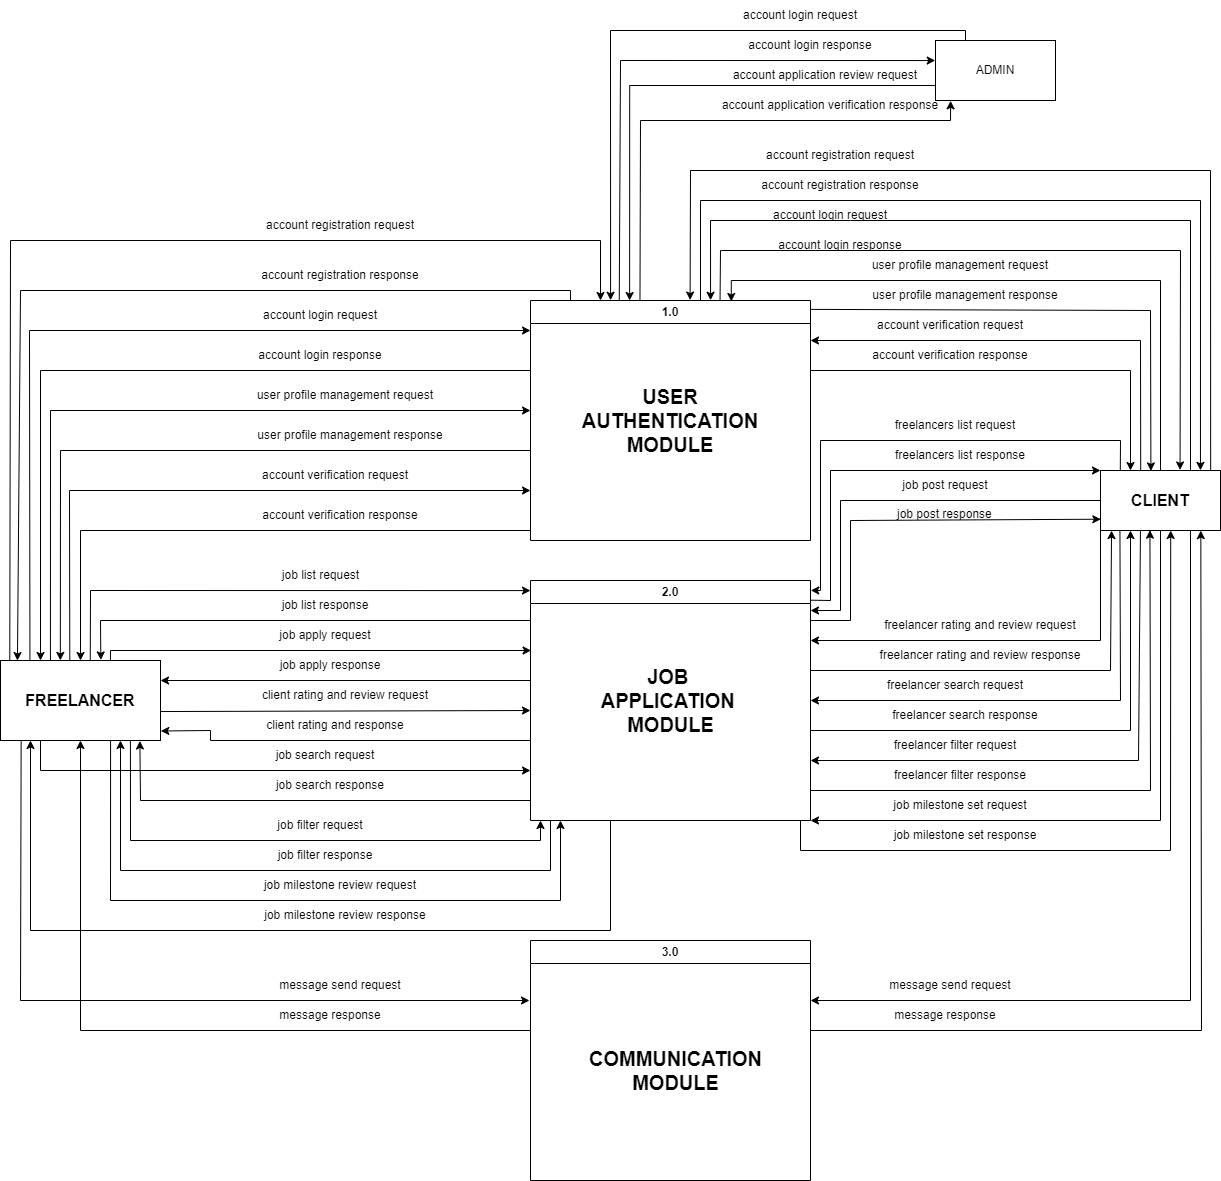 account login request
account login response
ADMIN
account application review request
account application verification response
account registration request
account registration response
account login request
account registration request
account login response
user profile management request
account registration response
user profile management response
1.0
account login request
account verification request
account login response
account verification response
USER
AUTHENTICATION
MODULE
user profile management request
freelancers list request
user profile management response
freelancers list response
account verification request
job post request
CLIENT
account verification response
job post response
job list request
2.0
job list response
freelancer rating and review request
job apply request
freelancer rating and review response
job apply response
JOB
APPLICATION
MODULE
FREELANCER
client rating and review request
freelancer search request
client rating and response
freelancer search response
job search request
freelancer filter request
job search response
freelancer filter response
job filter request
job milestone set request
job filter response
job milestone set response
job milestone review request
job milestone review response
3.0
message send request
message send request
message response
message response
COMMUNICATION
MODULE